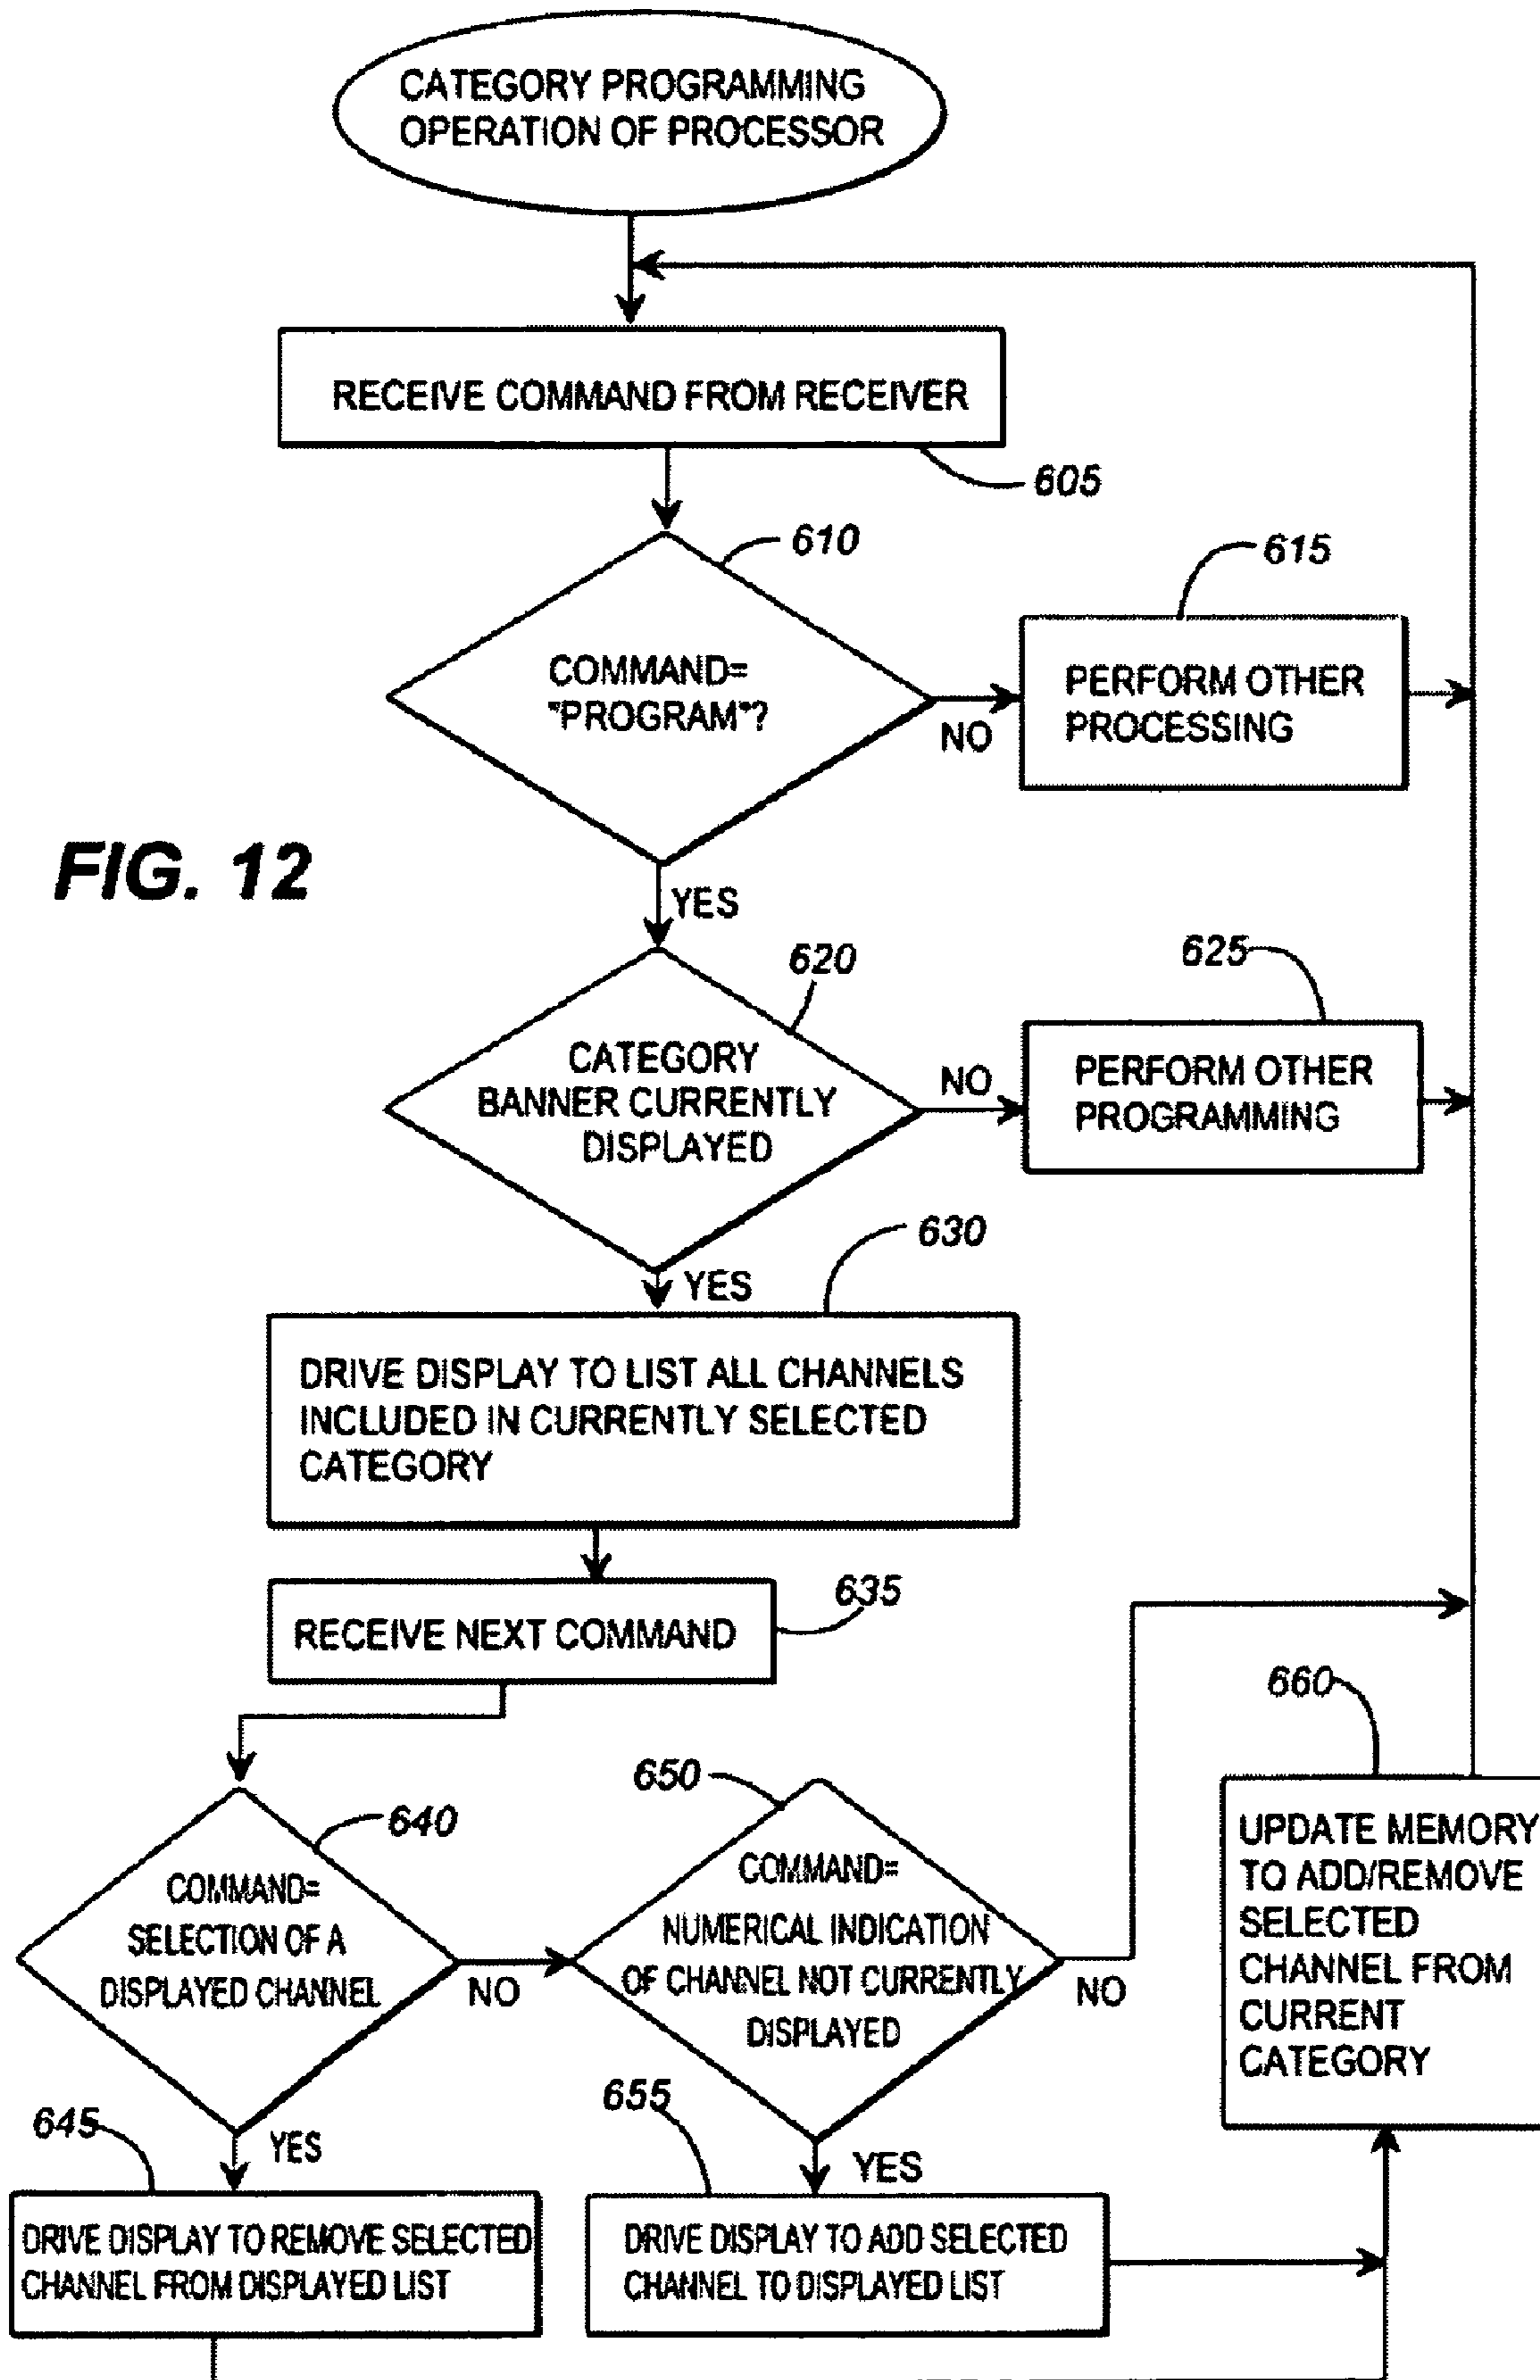 CATEGORY PROGRAMMING
OPERATION OF PROCESSOR
RECEIVE COMMAND FROM RECEIVER
605
610
COMMAND=
"PROGRAM"?
NO
615
PERFORM OTHER
PROCESSING
FIG. 12
YES
620
CATEGORY
BANNER CURRENTLY
DISPLAYED
NO
625
PERFORM OTHER
PROGRAMMING
YES
630
DRIVE DISPLAY TO LIST ALL CHANNELS
INCLUDED IN CURRENTLY SELECTED
CATEGORY
RECEIVE NEXT COMMAND
635
640
COMMAND=
SELECTION OF A
DISPLAYED CHANNEL
NO
650
COMMAND=
NUMERICAL INDICATION
OF CHANNEL NOT CURRENTLY
DISPLAYED
NO
660
UPDATE MEMORY
TO ADD/REMOVE
SELECTED
CHANNEL FROM
CURRENT
CATEGORY
645
YES
DRIVE DISPLAY TO REMOVE SELECTED
CHANNEL FROM DISPLAYED LIST
655
YES
DRIVE DISPLAY TO ADD SELECTED
CHANNEL TO DISPLAYED LIST